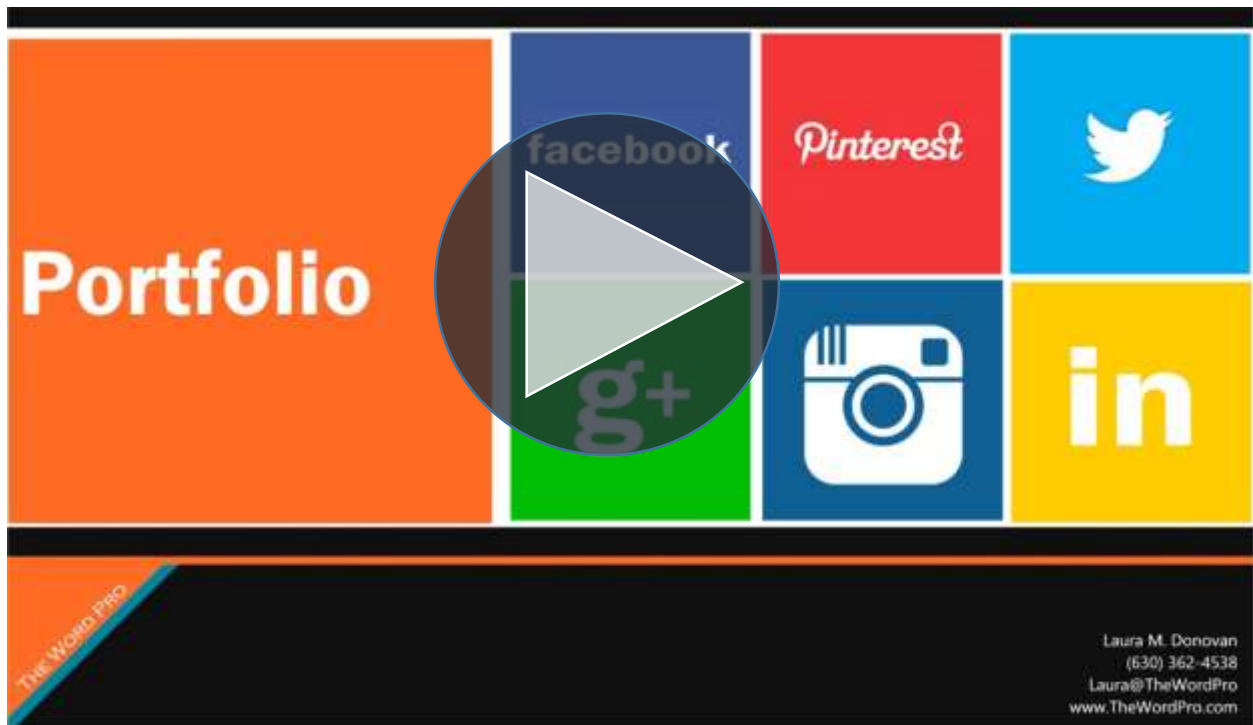 Portfolio
facebook
Pinterest
g+
in
THE WORD PRO
Laura M. Donovan
(630) 362-4538
Laura@TheWordPro
www.TheWordPro.com